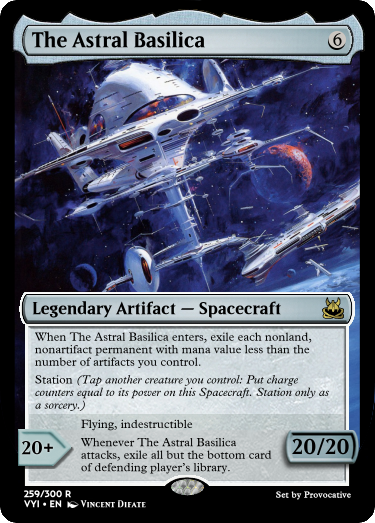 The Astral Basilica 6
Legendary Artifact — Spacecraft
When The Astral Basilica enters, exile each nonland,
nonartifact permanent with mana value less than the
number of artifacts you control.
Station (Tap another creature you control: Put charge
counters equal to its power on this Spacecraft. Station only as
a sorcery.)
Flying, indestructible
20+
Whenever The Astral Basilica
attacks, exile all but the bottom card
of defending player's library.
20/20
259/300 R
VYI • EN Vincent Difate
Set by Provocative